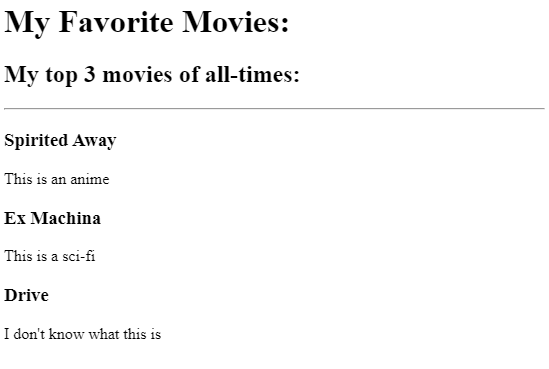 My Favorite Movies:
My top 3 movies of all-times:
Spirited Away
This is an anime
Ex Machina
This is a sci-fi
Drive
I don't know what this is